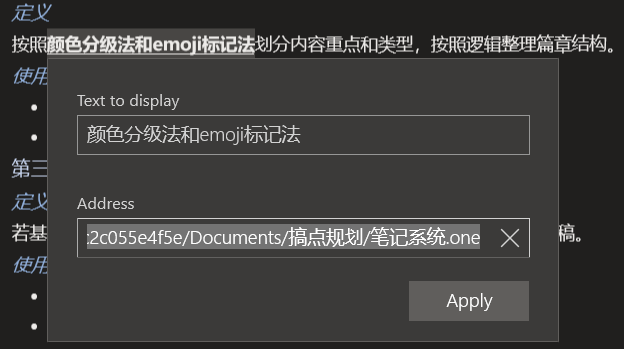 定义
按照颜色分级法和emoji标记法划分内容重点和类型，按照逻辑整理篇章结构。
使用
Text to display
颜色分级法和emoji标记法
第三
定义
Address
若基
:2c055e4f5e/Documents/搞点规划/笔记系统.one
稿。
使用
Apply